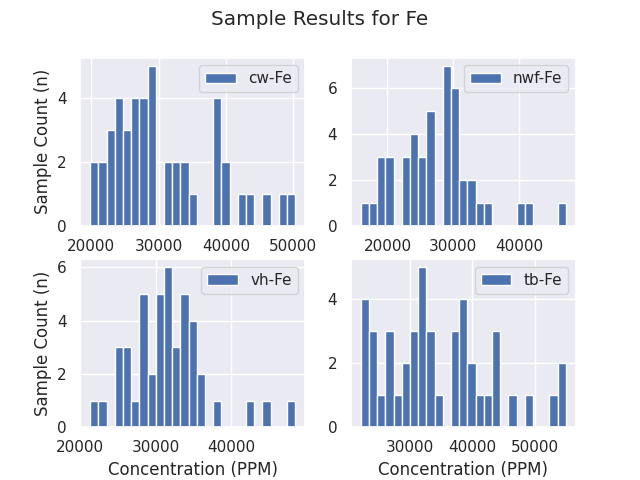 Sample Results for Fe
Sample Count (n)
4
2
0
cw-Fe
20000 30000 40000 50000
6
4
2
0
nwf-Fe
20000 30000 40000
Sample Count (n)
6
4
2
0
vh-Fe
20000 30000 40000
Concentration (PPM)
4
2
0
tb-Fe
30000 40000 50000
Concentration (PPM)